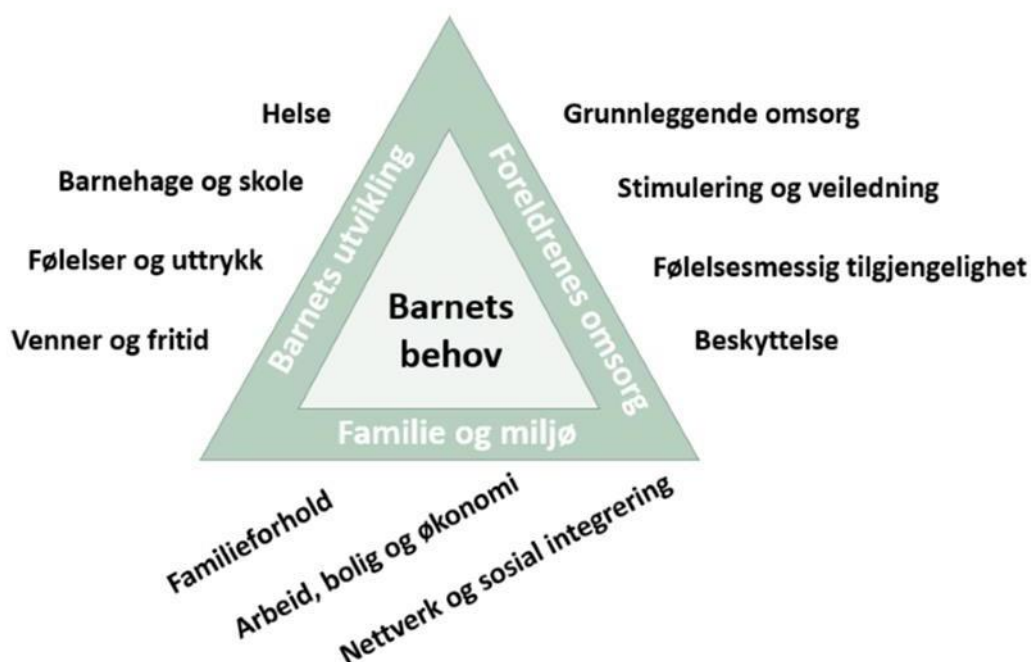 Helse
Barnehage og skole
Følelser og uttrykk
Venner og fritid
Barnets utvikling
Barnets
behov
Foreldrenes omsorg
Grunnleggende omsorg
Stimulering og veiledning
Følelsesmessig tilgjengelighet
Beskyttelse
Familie og miljø
Familieforhold
Arbeid, bolig og økonomi
Nettverk og sosial integrering